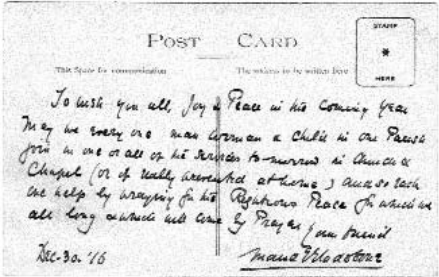 POST CARD
STAMP
*
HERE
This Space for communication
The address to be written here
To wish you all, Joy & Peace in the Coming Year
May we every one man woman & child in our Parish
join in one or all of the Services to-morrow in Church &
Chapel (or if really prevented at home) and so each
one help by praying for the Righteous Peace for which we
all long & which will come by Prayer
your friend
Dec-30. '16